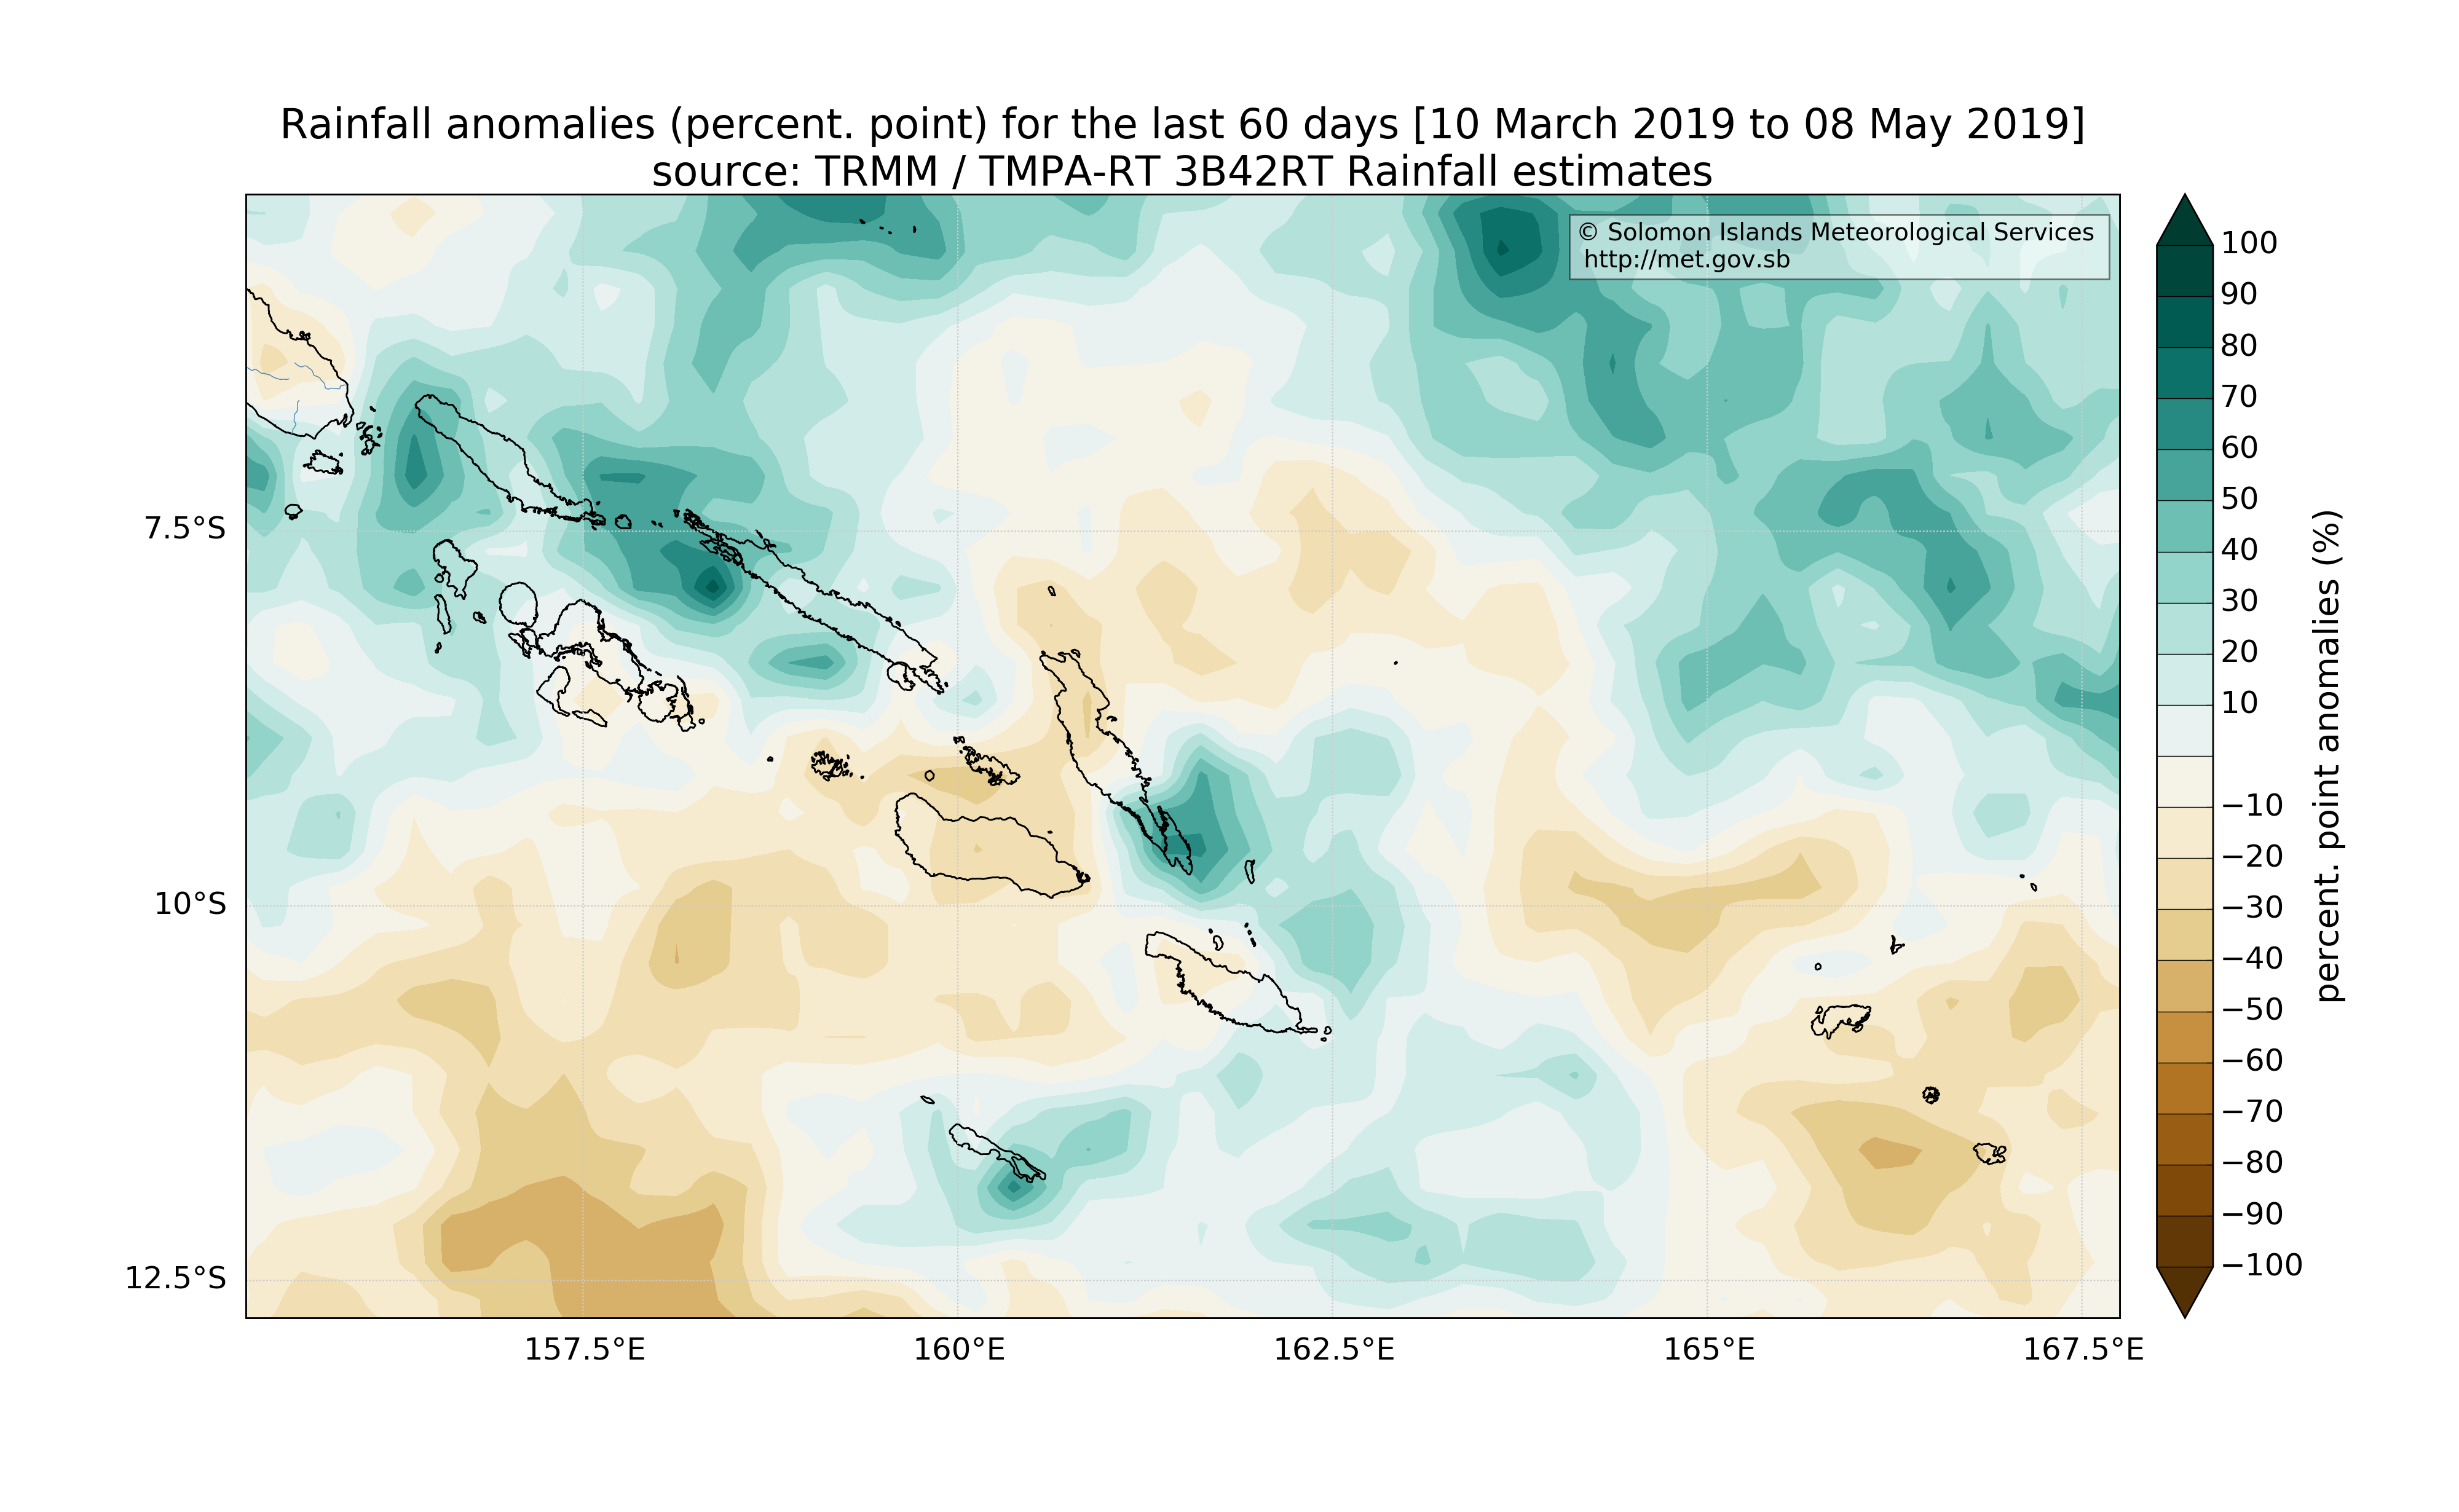 Rainfall anomalies (percent. point) for the last 60 days [10 March 2019 to 08 May 2019]
source: TRMM / TMPA-RT 3B42RT Rainfall estimates
© Solomon Islands Meteorological Services
http://met.gov.sb
7.5°S
10°S
12.5°S
157.5°E
160°E
162.5°E
165°E
167.5°E
100
90
80
70
60
50
40
30
20
10
−10
−20
−30
−40
−50
−60
−70
−80
−90
−100
percent. point anomalies (%)